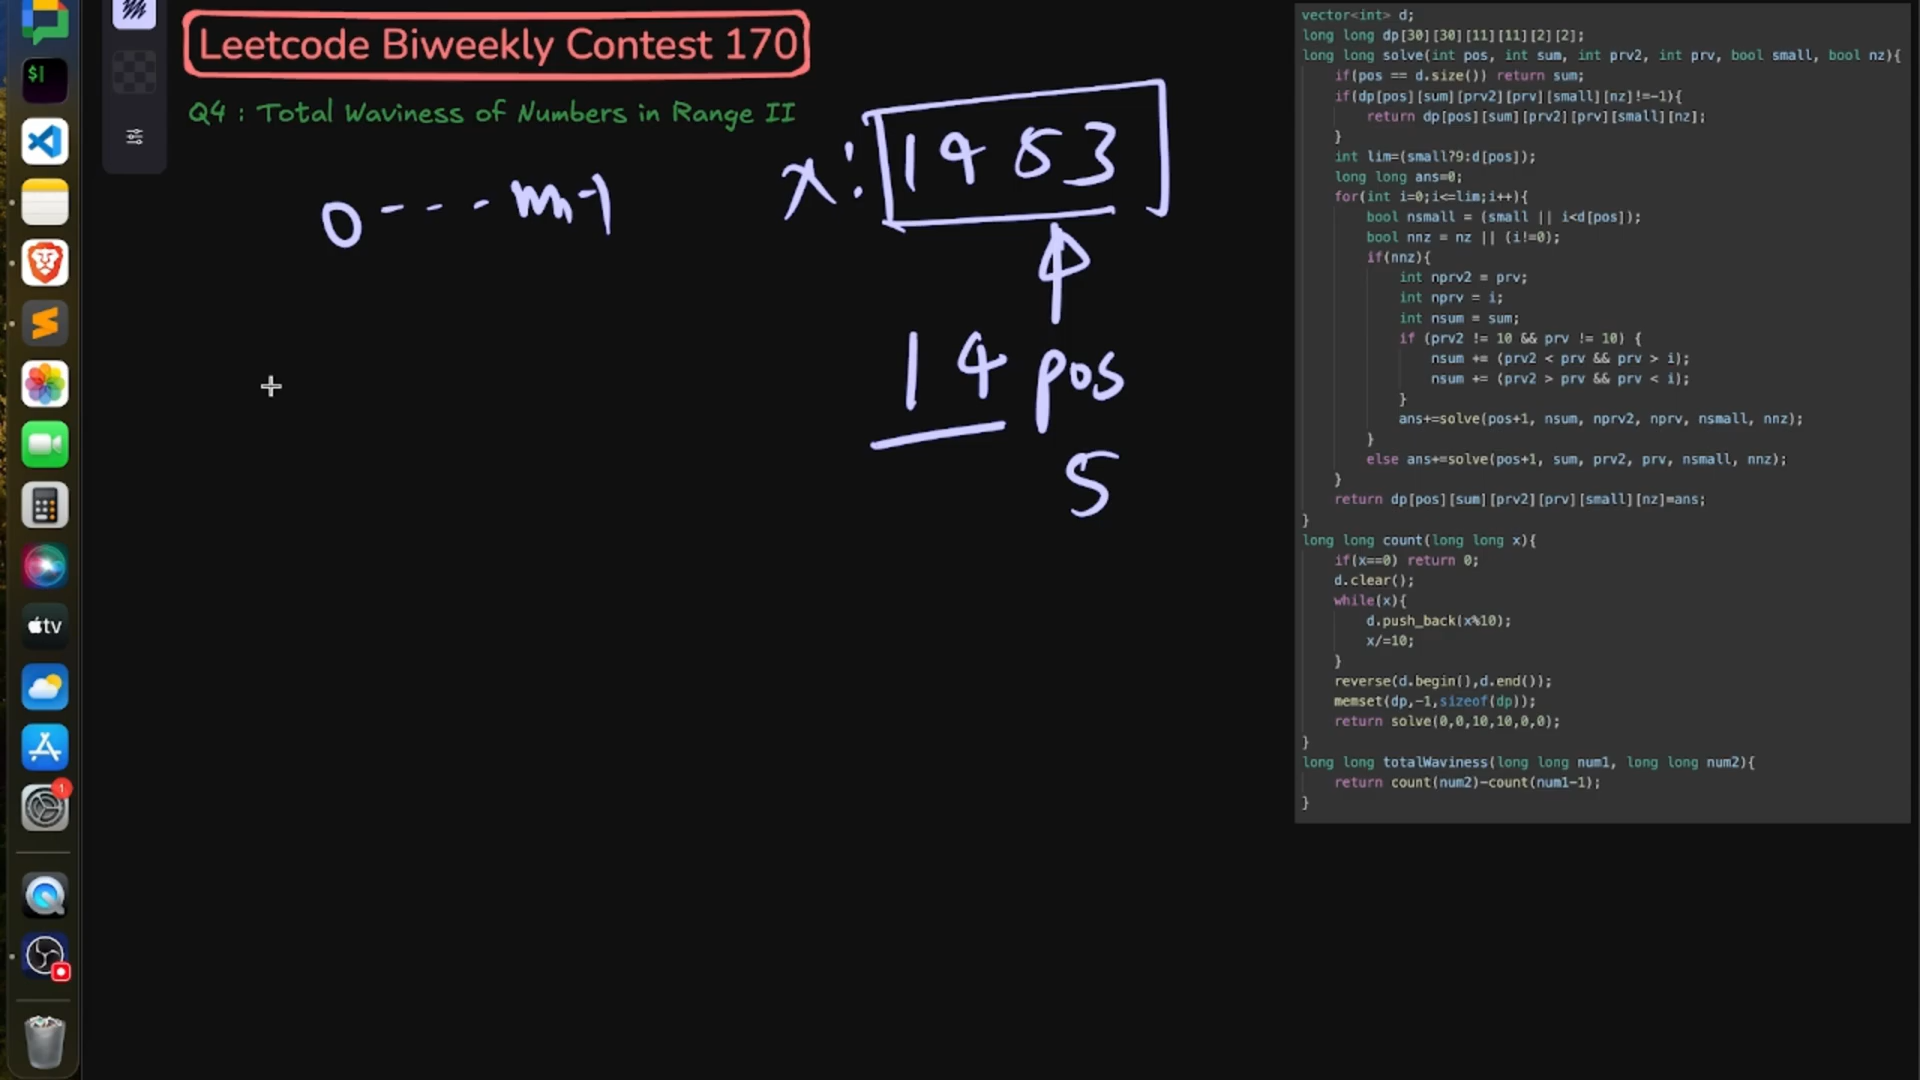 Leetcode Biweekly Contest 170
Q4 : Total Waviness of Numbers in Range II
0 - - - m-1
x: 1453
14 pos
5
vector<int> d;
long long dp[30][30][11][11][2][2];
long long solve(int pos, int sum, int prv2, int prv, bool small, bool nz){
if(pos == d.size()) return sum;
if(dp[pos][sum][prv2][prv][small][nz]!=-1){
return dp[pos][sum][prv2][prv][small][nz];
}
int lim=(small?9:d[pos]);
long long ans=0;
for(int i=0;i<=lim;i++){
bool nsmall = (small || i<d[pos]);
bool nnz = nz || (i!=0);
if(nnz){
int nprv2 = prv;
int nprv = i;
int nsum = sum;
if (prv2 != 10 && prv != 10) {
nsum += (prv2 < prv && prv > i);
nsum += (prv2 > prv && prv < i);
}
ans+=solve(pos+1, nsum, nprv2, nprv, nsmall, nnz);
}
else ans+=solve(pos+1, sum, prv2, prv, nsmall, nnz);
}
return dp[pos][sum][prv2][prv][small][nz]=ans;
}
long long count(long long x){
if(x==0) return 0;
d.clear();
while(x){
d.push_back(x%10);
x/=10;
}
reverse(d.begin(),d.end());
memset(dp,-1,sizeof(dp));
return solve(0,0,10,10,0,0);
}
long long totalWaviness(long long num1, long long num2){
return count(num2)-count(num1-1);
}
$|
tv
1